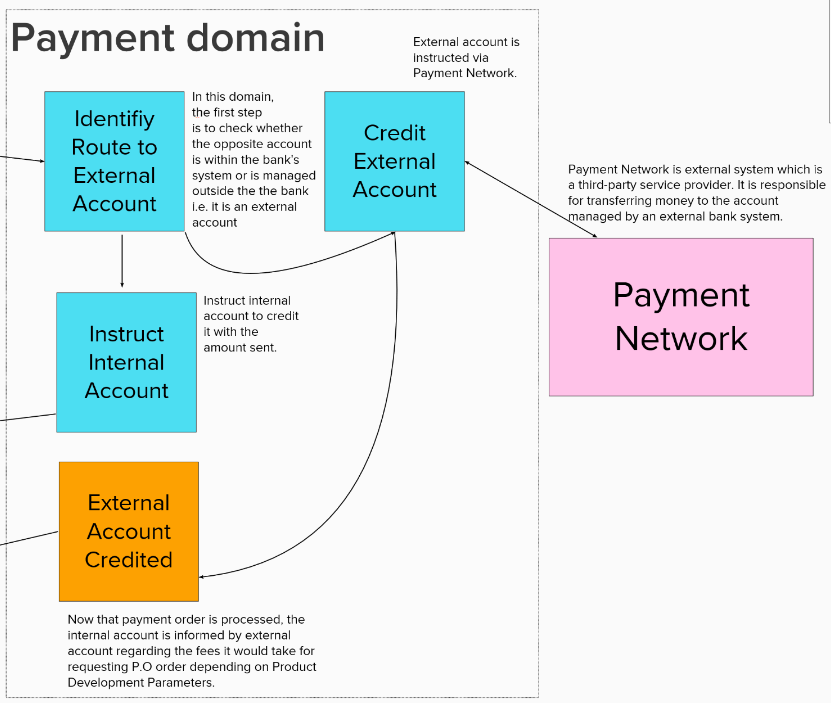 Payment domain
External account is
instructed via
Payment Network.
Identifiy
Route to
External
Account
In this domain,
the first step
is to check whether
the opposite account
is within the bank's
system or is managed
outside the the bank
i.e. it is an external
account
Credit
External
Account
Payment Network is external system which is
a third-party service provider. It is responsible
for transferring money to the account
managed by an external bank system.
Payment
Network
Instruct
Internal
Account
Instruct internal
account to credit
it with the
amount sent.
External
Account
Credited
Now that payment order is processed, the
internal account is informed by external
account regarding the fees it would take for
requesting P.O order depending on Product
Development Parameters.